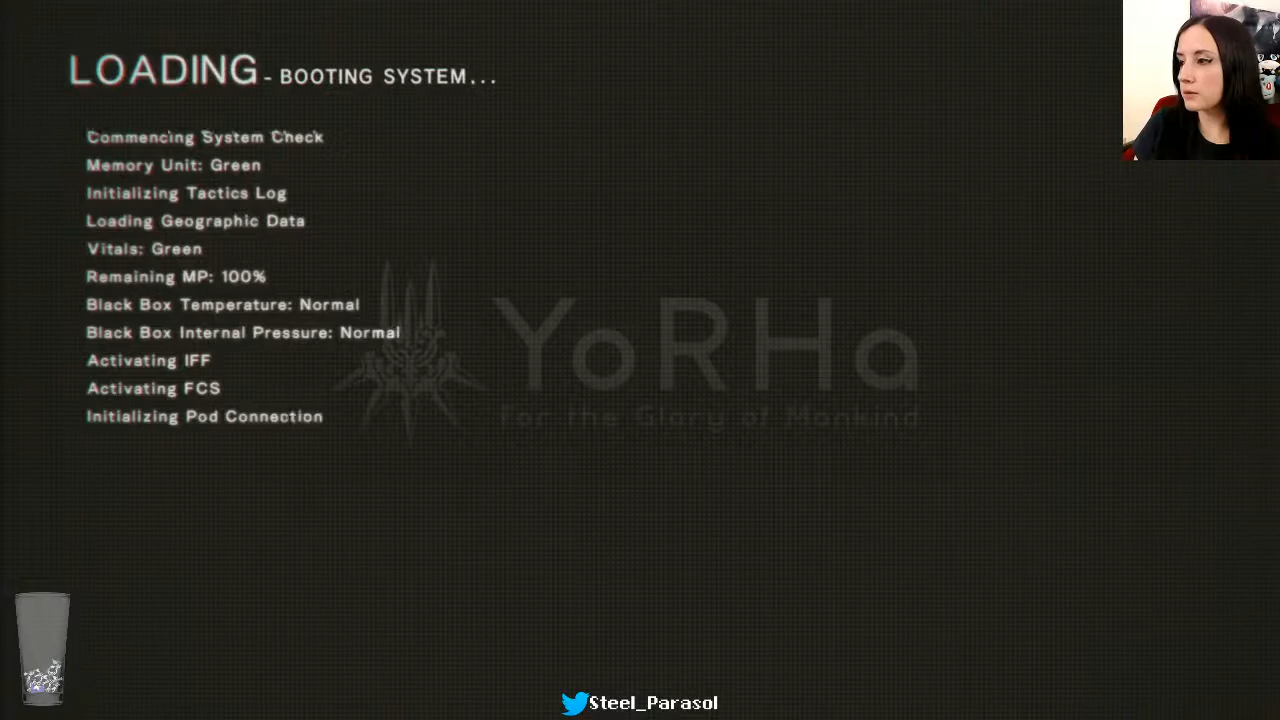 LOADING - BOOTING SYSTEM...
Commencing System Check
Memory Unit: Green
Initializing Tactics Log
Loading Geographic Data
Vitals: Green
Remaining MP: 100%
Black Box Temperature: Normal
Black Box Internal Pressure: Normal
Activating IFF
Activating FCS
Initializing Pod Connection
YoRHa
For the Glory of Mankind
Steel_Parasol